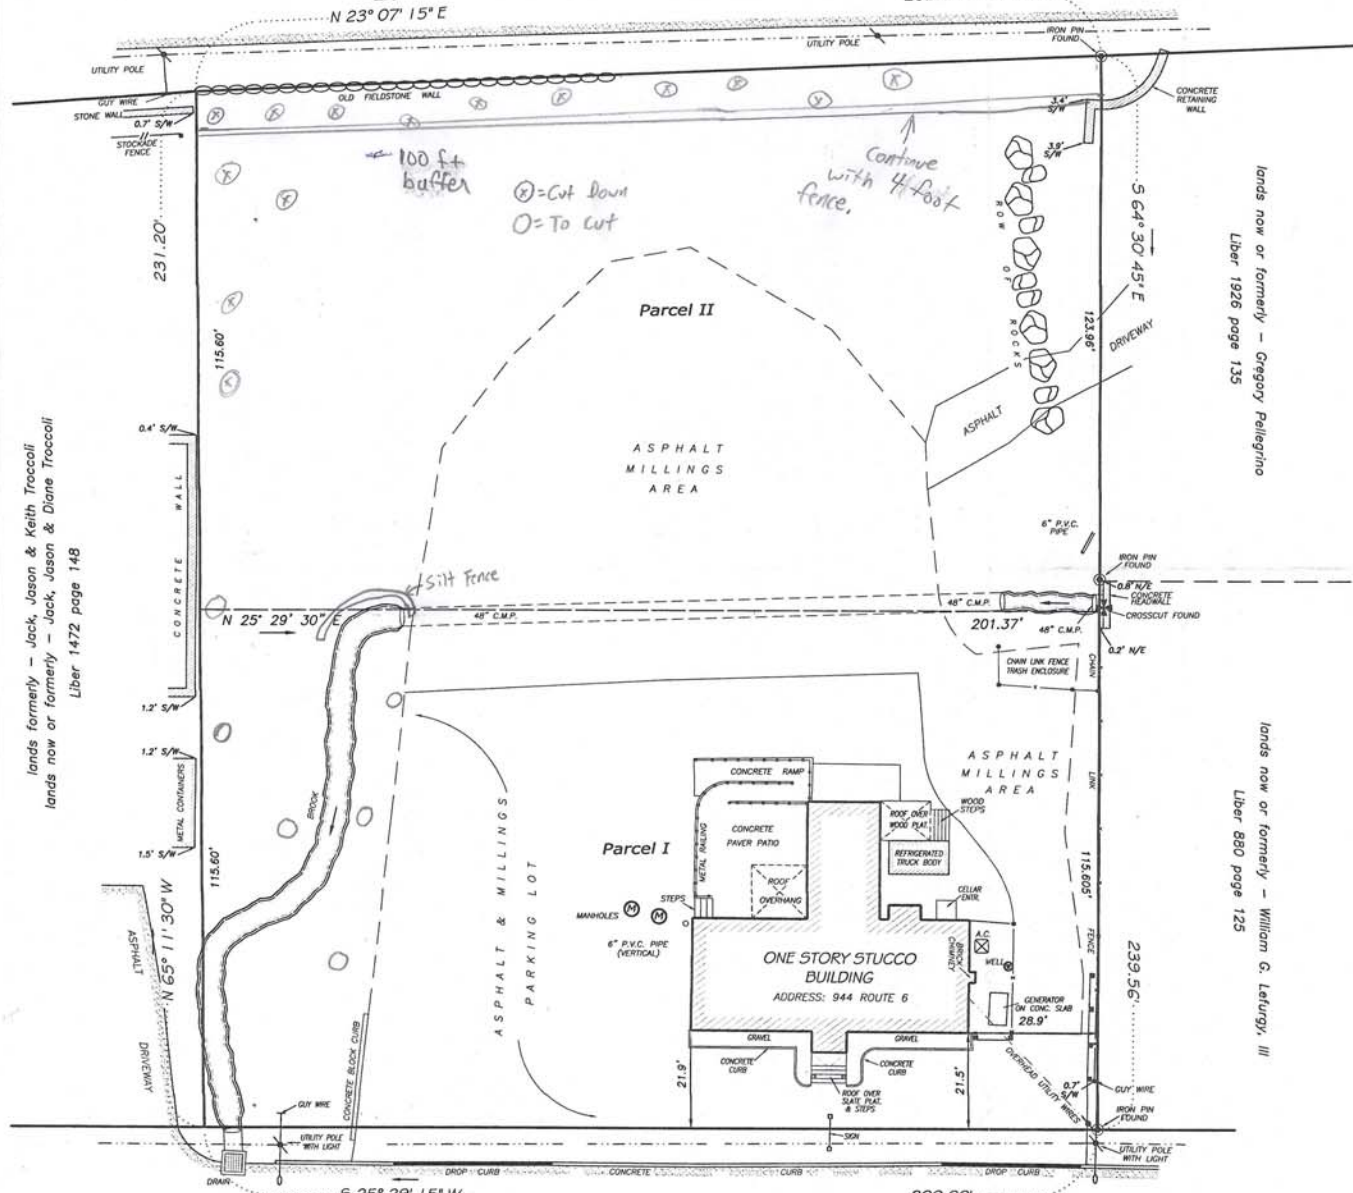 N 23° 07' 15" E
UTILITY POLE
IRON PIN
FOUND
UTILITY POLE
GUY WIRE
STONE WALL
0.7' S/W
STOCKADE
FENCE
OLD FIELDSTONE WALL
3.4'
S/W
3.9'
S/W
CONCRETE
RETAINING
WALL
100 ft
buffer
ⓧ=Cut Down
O=To Cut
Continue
with 4 foot
fence.
ROW OF ROCKS
S 64° 30' 45" E
lands now or formerly – Gregory Pellegrino
Liber 1926 page 135
231.20'
115.60'
Parcel II
123.96'
DRIVEWAY
ASPHALT
ASPHALT
MILLINGS
AREA
0.4' S/W
CONCRETE WALL
lands formerly – Jack, Jason & Keith Troccoli
lands now or formerly – Jack, Jason & Diane Troccoli
Liber 1472 page 148
6" P.V.C.
PIPE
IRON PIN
FOUND
0.8' N/E
CONCRETE
HEADWALL
CROSSCUT FOUND
0.2' N/E
Silt Fence
N 25° 29' 30" E
48" C.M.P.
48" C.M.P.
201.37'
48" C.M.P.
CHAIN LINK FENCE
TRASH ENCLOSURE
CHAIN LINK FENCE
1.2' S/W
1.2' S/W
METAL CONTAINERS
1.5' S/W
BROOK
115.60'
N 65° 11' 30" W
ASPHALT
DRIVEWAY
ASPHALT & MILLINGS
PARKING LOT
CONCRETE BLOCK CURB
ASPHALT
MILLINGS
AREA
CONCRETE RAMP
CONCRETE
PAVER PATIO
METAL RAILING
ROOF
OVERHANG
STEPS
ROOF OVER
WOOD PLAT.
WOOD
STEPS
REFRIGERATED
TRUCK BODY
CELLAR
ENTR.
Parcel I
MANHOLES
M
M
6" P.V.C. PIPE
(VERTICAL)
ONE STORY STUCCO
BUILDING
ADDRESS: 944 ROUTE 6
BRICK
CHIMNEY
A.C.
WELL
GENERATOR
ON CONC. SLAB
28.9'
115.605'
239.56'
lands now or formerly – William G. Lefurgy, III
Liber 880 page 125
GRAVEL
GRAVEL
CONCRETE
CURB
CONCRETE
CURB
21.9'
21.5'
ROOF OVER
SLATE PLAT.
& STEPS
OVERHEAD UTILITY WIRES
0.7'
S/W
GUY WIRE
IRON PIN
FOUND
GUY WIRE
UTILITY POLE
WITH LIGHT
SIGN
UTILITY POLE
WITH LIGHT
DRAIN
DROP CURB
CONCRETE
CURB
DROP CURB
S 25° 29' 15" W